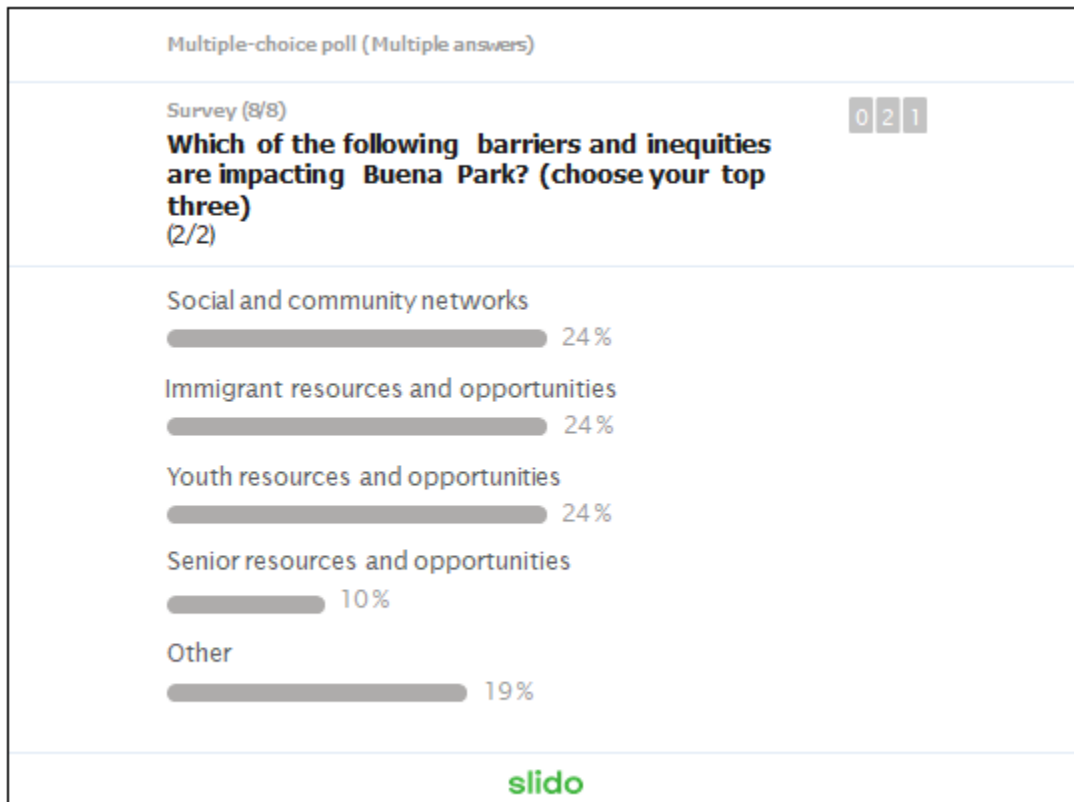 Multiple-choice poll (Multiple answers)
Survey (8/8)
0 2 1
Which of the following barriers and inequities
are impacting Buena Park? (choose your top
three)
(2/2)
Social and community networks
24%
Immigrant resources and opportunities
24%
Youth resources and opportunities
24%
Senior resources and opportunities
10%
Other
19%
slido